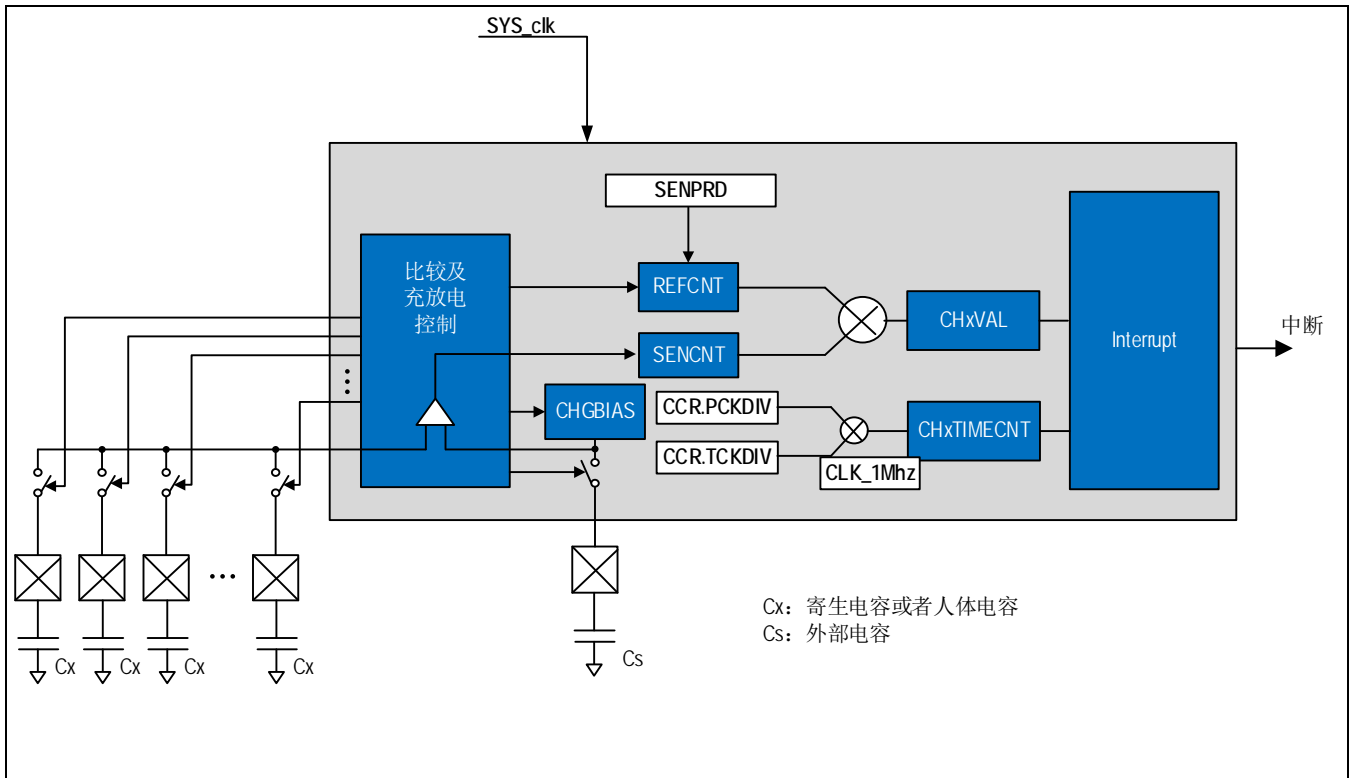 SYS_clk
SENPRD
比较及
充放电
控制
REFCNT
SENCNT
CHxVAL
Interrupt
中断
CHGBIAS
CCR.PCKDIV
CCR.TCKDIV
CHxTIMECNT
CLK_1Mhz
Cx
Cx
Cx
Cx
Cs
Cx：寄生电容或者人体电容
Cs：外部电容